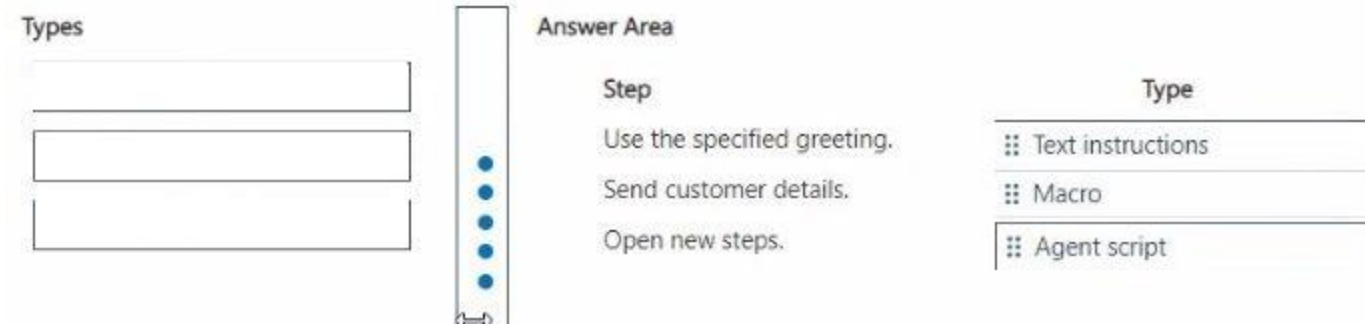 Types
Answer Area
Step Type
Use the specified greeting. Text instructions
Send customer details. Macro
Open new steps. Agent script